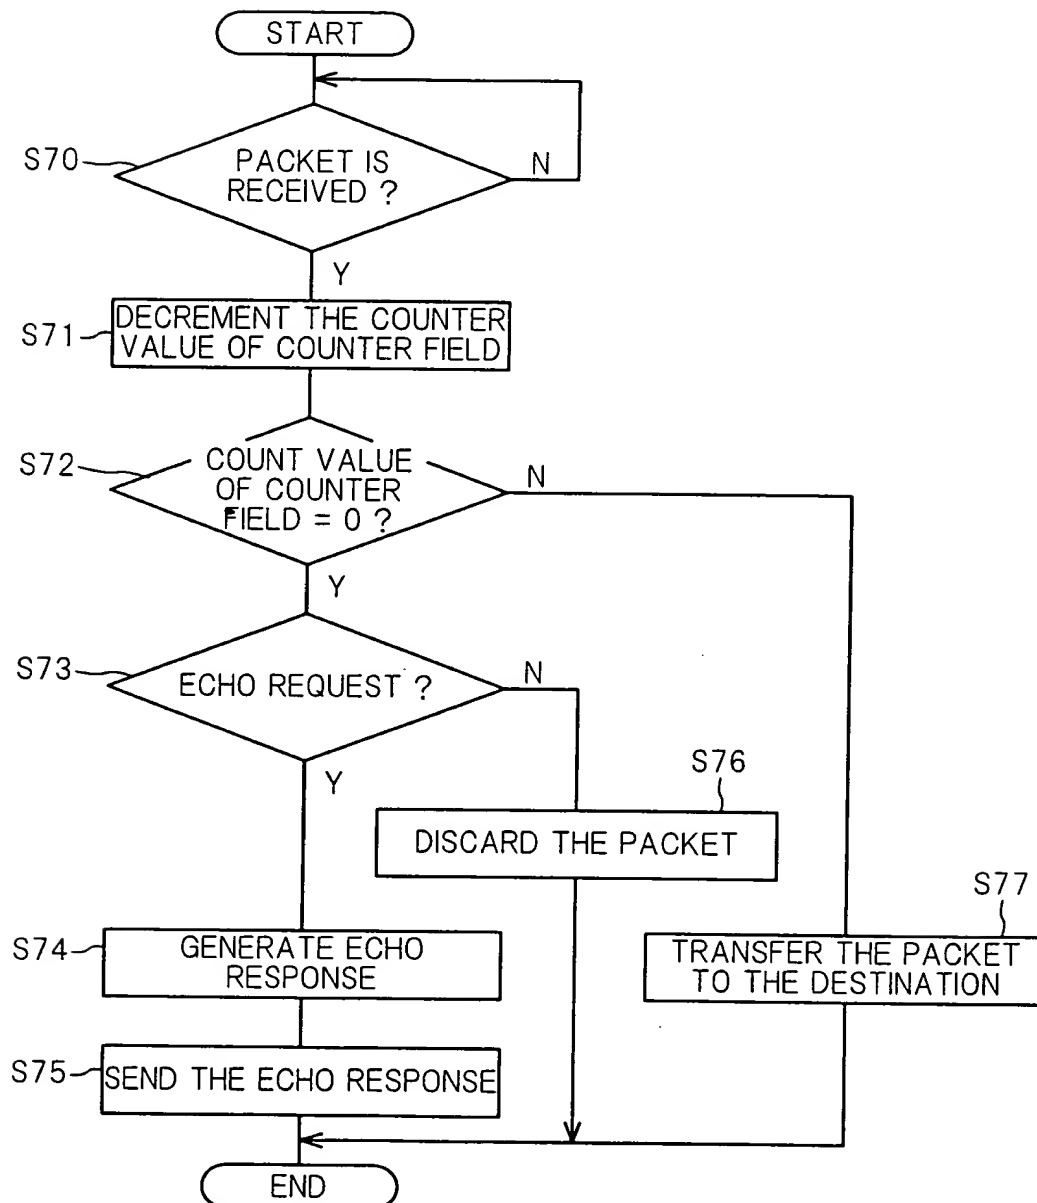 START
S70
PACKET IS
RECEIVED ?
N
Y
S71
DECREMENT THE COUNTER
VALUE OF COUNTER FIELD
S72
COUNT VALUE
OF COUNTER
FIELD = 0 ?
N
Y
S73
ECHO REQUEST ?
N
Y
S76
DISCARD THE PACKET
S77
TRANSFER THE PACKET
TO THE DESTINATION
S74
GENERATE ECHO
RESPONSE
S75
SEND THE ECHO RESPONSE
END